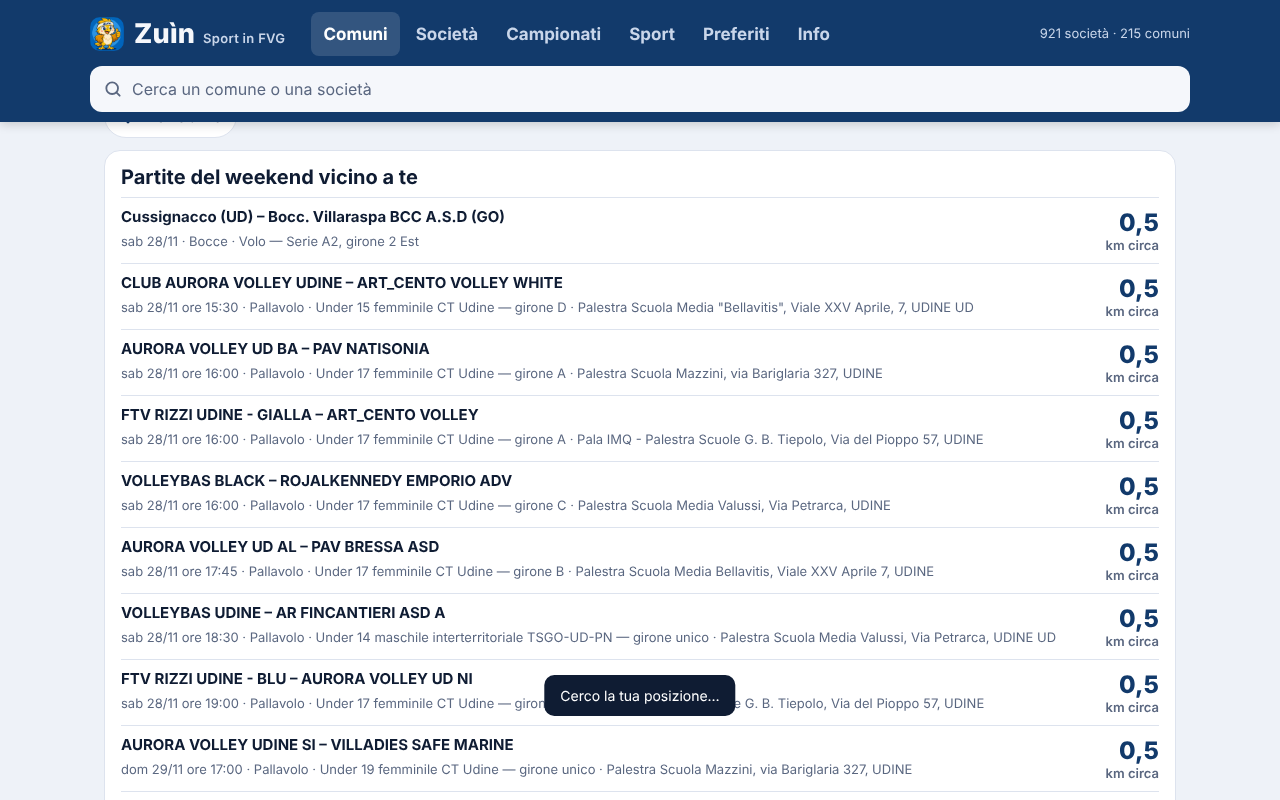 Zuìn Sport in FVG Comuni Società Campionati Sport Preferiti Info 921 società · 215 comuni
Cerca un comune o una società
Partite del weekend vicino a te
Cussignacco (UD) – Bocc. Villaraspa BCC A.S.D (GO)
0,5
sab 28/11 · Bocce · Volo — Serie A2, girone 2 Est
km circa
CLUB AURORA VOLLEY UDINE – ART_CENTO VOLLEY WHITE
0,5
sab 28/11 ore 15:30 · Pallavolo · Under 15 femminile CT Udine — girone D · Palestra Scuola Media "Bellavitis", Viale XXV Aprile, 7, UDINE UD
km circa
AURORA VOLLEY UD BA – PAV NATISONIA
0,5
sab 28/11 ore 16:00 · Pallavolo · Under 17 femminile CT Udine — girone A · Palestra Scuola Mazzini, via Bariglaria 327, UDINE
km circa
FTV RIZZI UDINE - GIALLA – ART_CENTO VOLLEY
0,5
sab 28/11 ore 16:00 · Pallavolo · Under 17 femminile CT Udine — girone A · Pala IMQ - Palestra Scuole G. B. Tiepolo, Via del Pioppo 57, UDINE
km circa
VOLLEYBAS BLACK – ROJALKENNEDY EMPORIO ADV
0,5
sab 28/11 ore 16:00 · Pallavolo · Under 17 femminile CT Udine — girone C · Palestra Scuola Media Valussi, Via Petrarca, UDINE
km circa
AURORA VOLLEY UD AL – PAV BRESSA ASD
0,5
sab 28/11 ore 17:45 · Pallavolo · Under 17 femminile CT Udine — girone B · Palestra Scuola Media Bellavitis, Viale XXV Aprile 7, UDINE
km circa
VOLLEYBAS UDINE – AR FINCANTIERI ASD A
0,5
sab 28/11 ore 18:30 · Pallavolo · Under 14 maschile interterritoriale TSGO-UD-PN — girone unico · Palestra Scuola Media Valussi, Via Petrarca, UDINE UD
km circa
FTV RIZZI UDINE - BLU – AURORA VOLLEY UD NI
0,5
sab 28/11 ore 19:00 · Pallavolo · Under 17 femminile CT Udine — giron
Cerco la tua posizione…
e G. B. Tiepolo, Via del Pioppo 57, UDINE
km circa
AURORA VOLLEY UDINE SI – VILLADIES SAFE MARINE
0,5
dom 29/11 ore 17:00 · Pallavolo · Under 19 femminile CT Udine — girone unico · Palestra Scuola Mazzini, via Bariglaria 327, UDINE
km circa